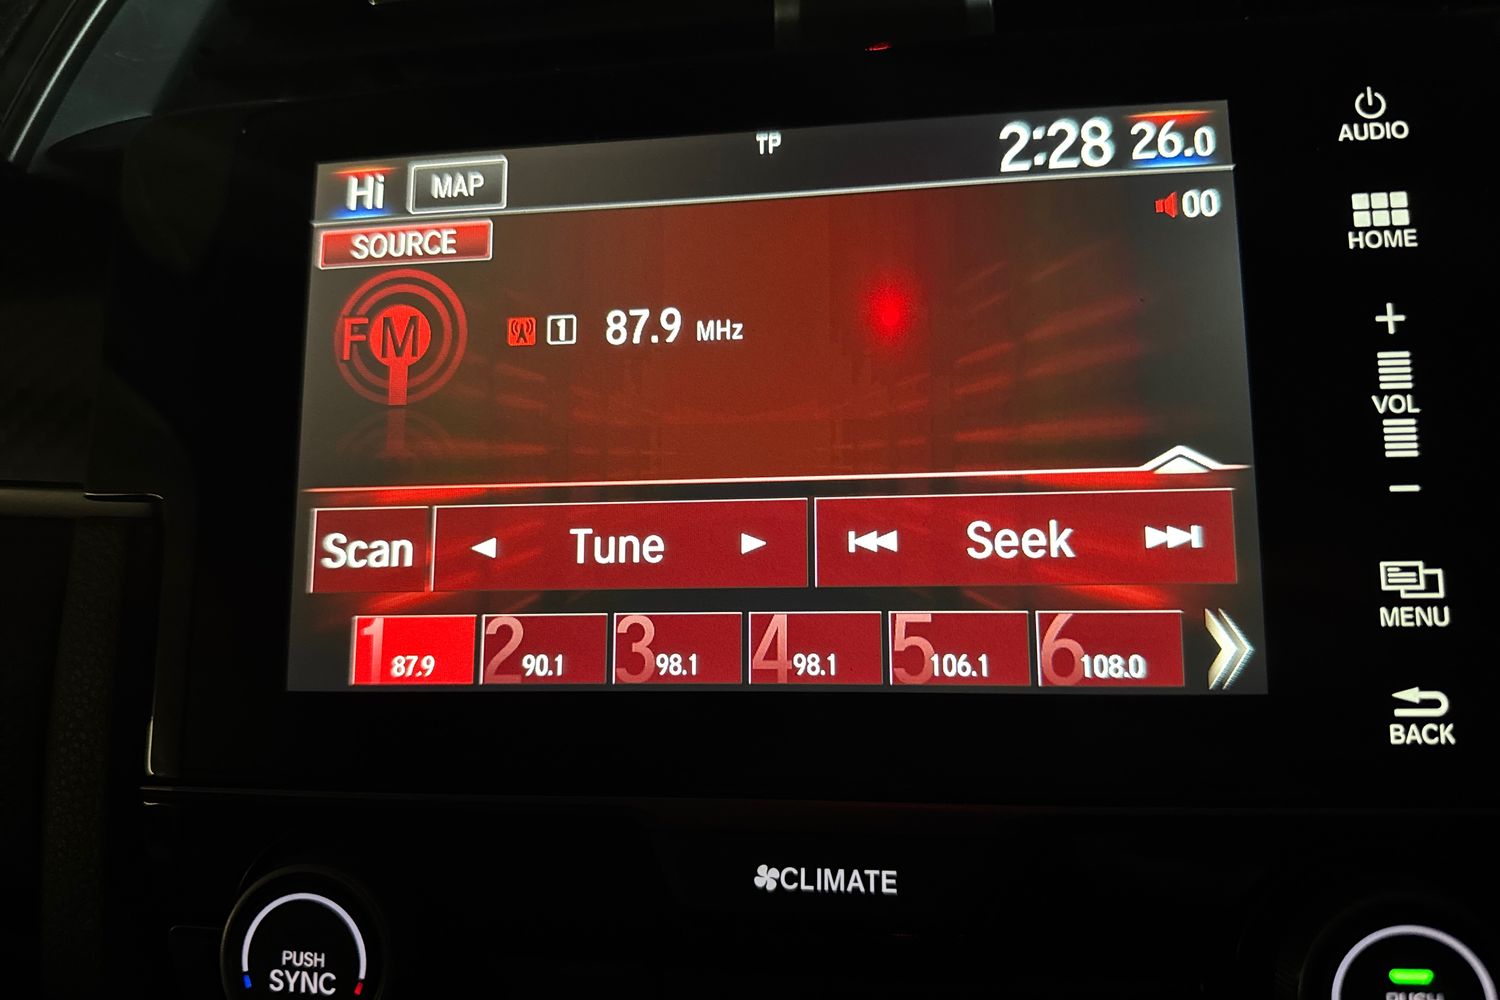 Hi MAP TP 2:28 26.0
00
SOURCE
FM 1 87.9 MHz
Scan Tune Seek
1 87.9 2 90.1 3 98.1 4 98.1 5 106.1 6 108.0
AUDIO
HOME
+
VOL
−
MENU
BACK
CLIMATE
PUSH
SYNC
PUSH